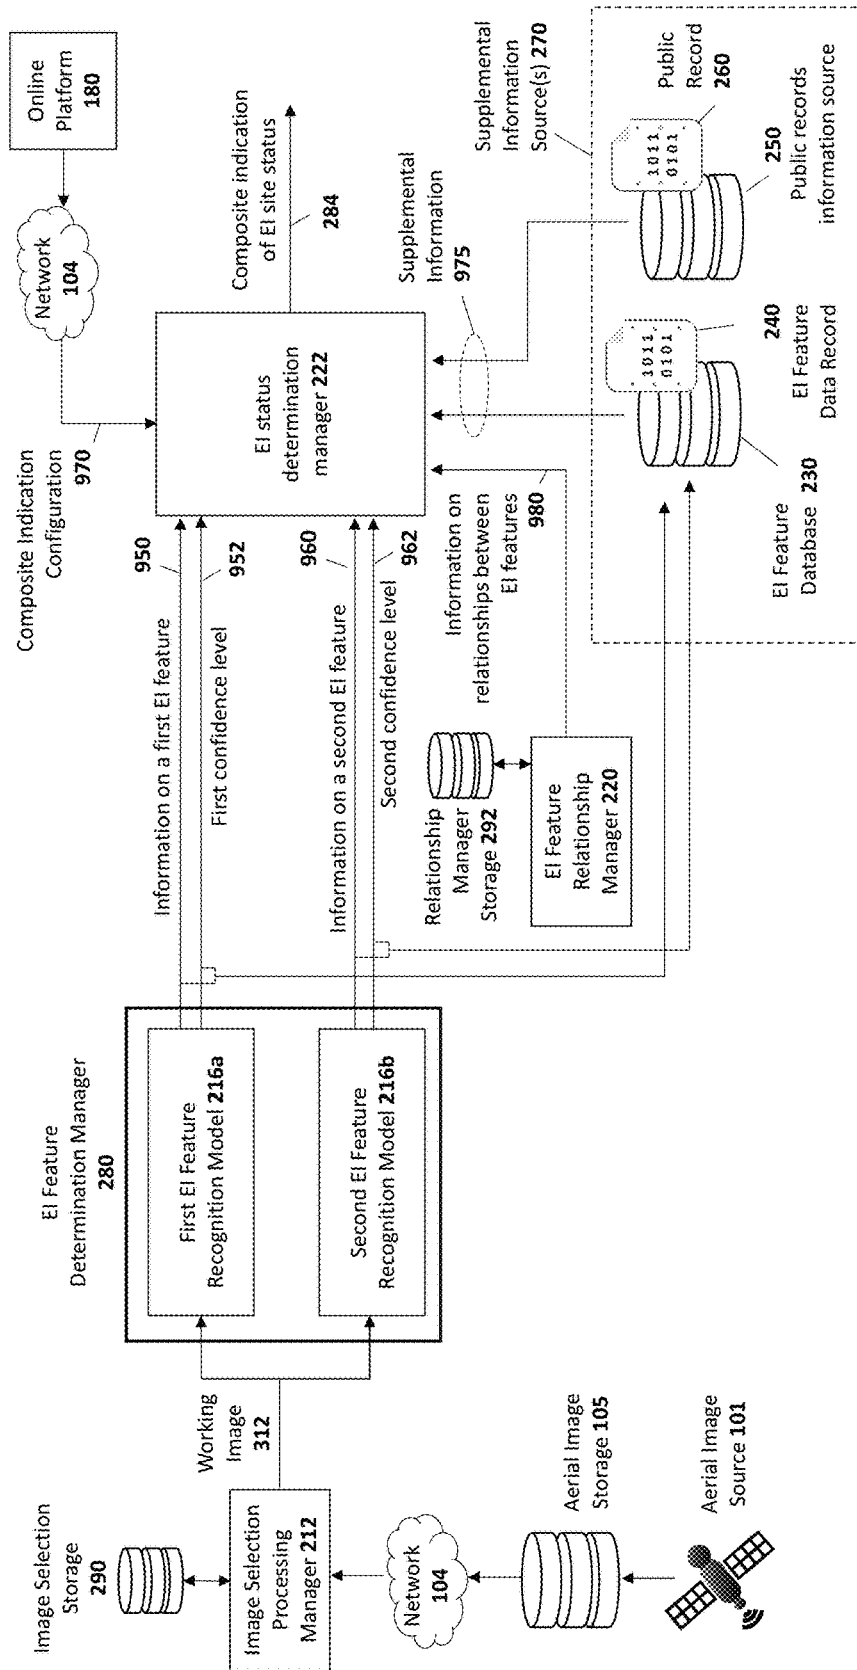 Image Selection
Storage
290
Image Selection
Processing
Manager 212
Network
104
Aerial Image
Storage 105
Aerial Image
Source 101
Working
Image
312
EI Feature
Determination Manager
280
First EI Feature
Recognition Model 216a
Second EI Feature
Recognition Model 216b
Information on a first EI feature
950
First confidence level
952
Information on a second EI feature
960
Second confidence level
962
Relationship
Manager
Storage 292
EI Feature
Relationship
Manager 220
Information on
relationships between
EI features
980
Composite Indication
Configuration
970
Network
104
Online
Platform
180
EI status
determination
manager 222
Composite indication
of EI site status
284
Supplemental
Information
975
Supplemental
Information
Source(s) 270
EI Feature
Database 230
1011
0101
EI Feature
Data Record
240
1011
0101
Public
Record
260
250
Public records
information source